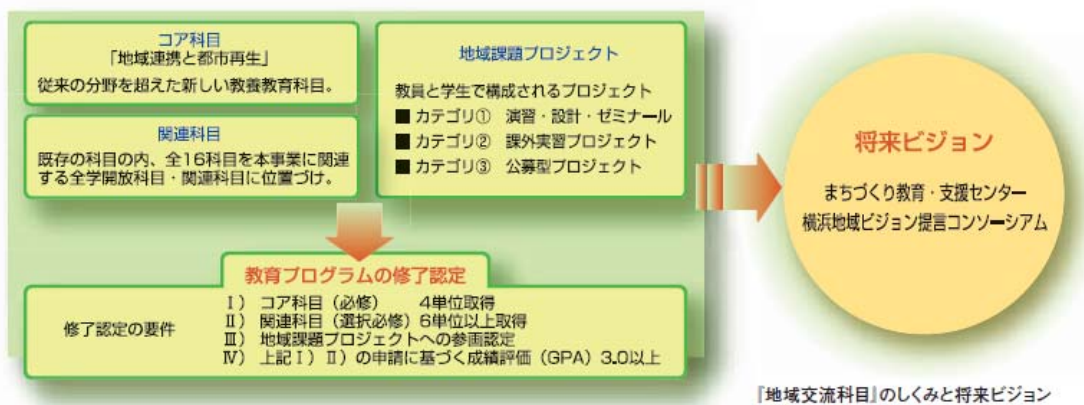 コア科目
「地域連携と都市再生」
従来の分野を超えた新しい教養教育科目。
関連科目
既存の科目の内、全16科目を本事業に関連
する全学開放科目・関連科目に位置づけ。
地域課題プロジェクト
教員と学生で構成されるプロジェクト
■ カテゴリ① 演習・設計・ゼミナール
■ カテゴリ② 課外実習プロジェクト
■ カテゴリ③ 公募型プロジェクト
教育プログラムの修了認定
修了認定の要件
Ⅰ） コア科目（必修） 4単位取得
Ⅱ） 関連科目（選択必修）6単位以上取得
Ⅲ） 地域課題プロジェクトへの参画認定
Ⅳ） 上記Ⅰ）Ⅱ）の申請に基づく成績評価（GPA）3.0以上
将来ビジョン
まちづくり教育・支援センター
横浜地域ビジョン提言コンソーシアム
『地域交流科目』のしくみと将来ビジョン